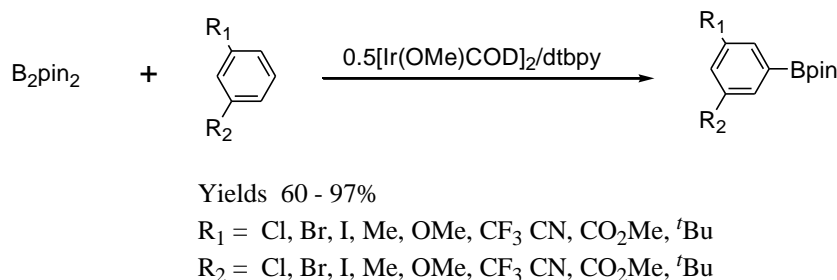 R₁
R₁
B₂pin₂ + 0.5[Ir(OMe)COD]₂/dtbpy Bpin
R₂
R₂
Yields 60 - 97%
R₁ = Cl, Br, I, Me, OMe, CF₃ CN, CO₂Me, ᵗBu
R₂ = Cl, Br, I, Me, OMe, CF₃ CN, CO₂Me, ᵗBu